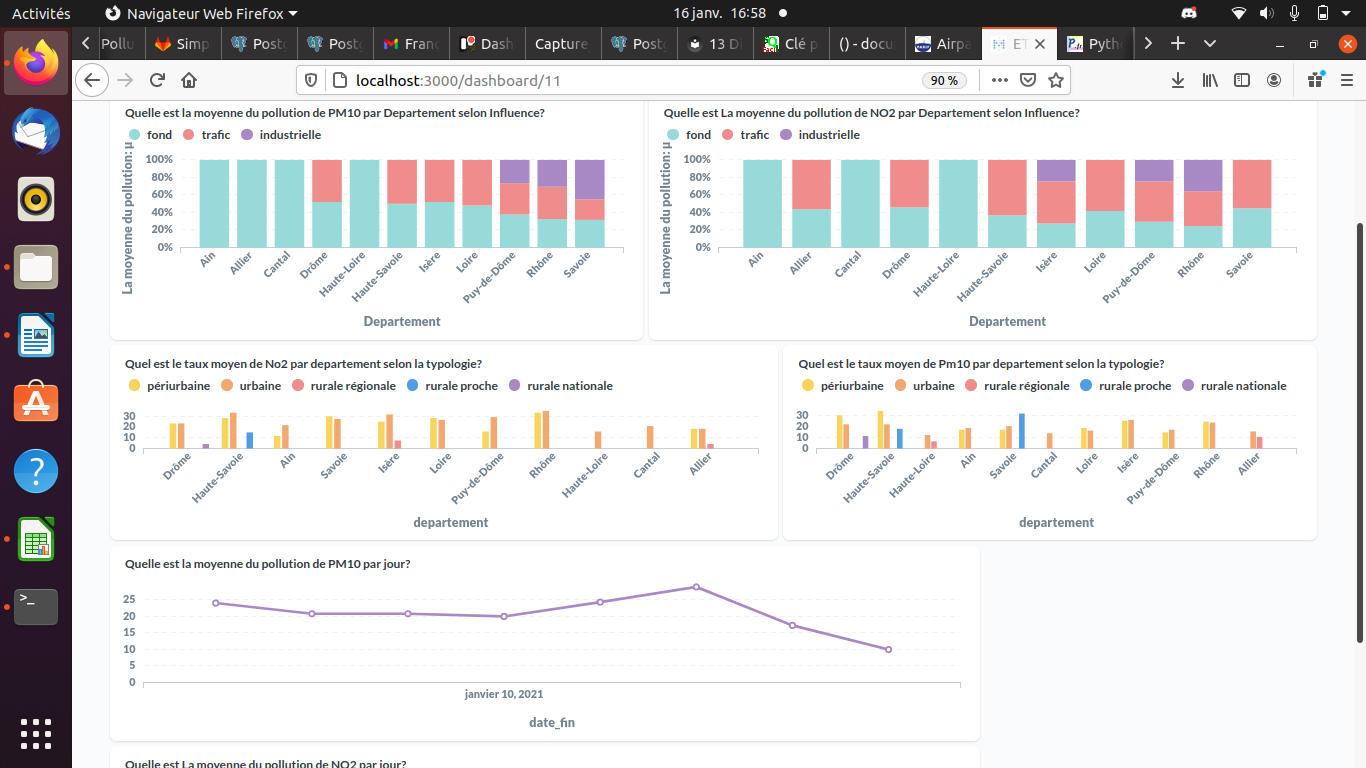 Activités
Navigateur Web Firefox
16 janv. 16:58
Pollu
Simp
Postg
Postg
Franç
Dash
Capture_
Postg
13 D
Clé p
() - docu
Airpa
ET
Pyth
localhost:3000/dashboard/11
90 %
Quelle est la moyenne du pollution de PM10 par Departement selon Influence?
fond trafic industrielle
La moyenne du pollution: µ
100%
80%
60%
40%
20%
0%
Ain Allier Cantal Drôme Haute-Loire Haute-Savoie Isère Loire Puy-de-Dôme Rhône Savoie
Departement
Quelle est La moyenne du pollution de NO2 par Departement selon Influence?
fond trafic industrielle
La moyenne du pollution: µ
100%
80%
60%
40%
20%
0%
Ain Allier Cantal Drôme Haute-Loire Haute-Savoie Isère Loire Puy-de-Dôme Rhône Savoie
Departement
Quel est le taux moyen de No2 par departement selon la typologie?
périurbaine urbaine rurale régionale rurale proche rurale nationale
30
20
10
0
Drôme Haute-Savoie Ain Savoie Isère Loire Puy-de-Dôme Rhône Haute-Loire Cantal Allier
departement
Quel est le taux moyen de Pm10 par departement selon la typologie?
périurbaine urbaine rurale régionale rurale proche rurale nationale
30
20
10
0
Drôme Haute-Savoie Haute-Loire Ain Savoie Cantal Loire Isère Puy-de-Dôme Rhône Allier
departement
Quelle est la moyenne du pollution de PM10 par jour?
25
20
15
10
5
0
janvier 10, 2021
date_fin
Quelle est La moyenne du pollution de NO2 par jour?